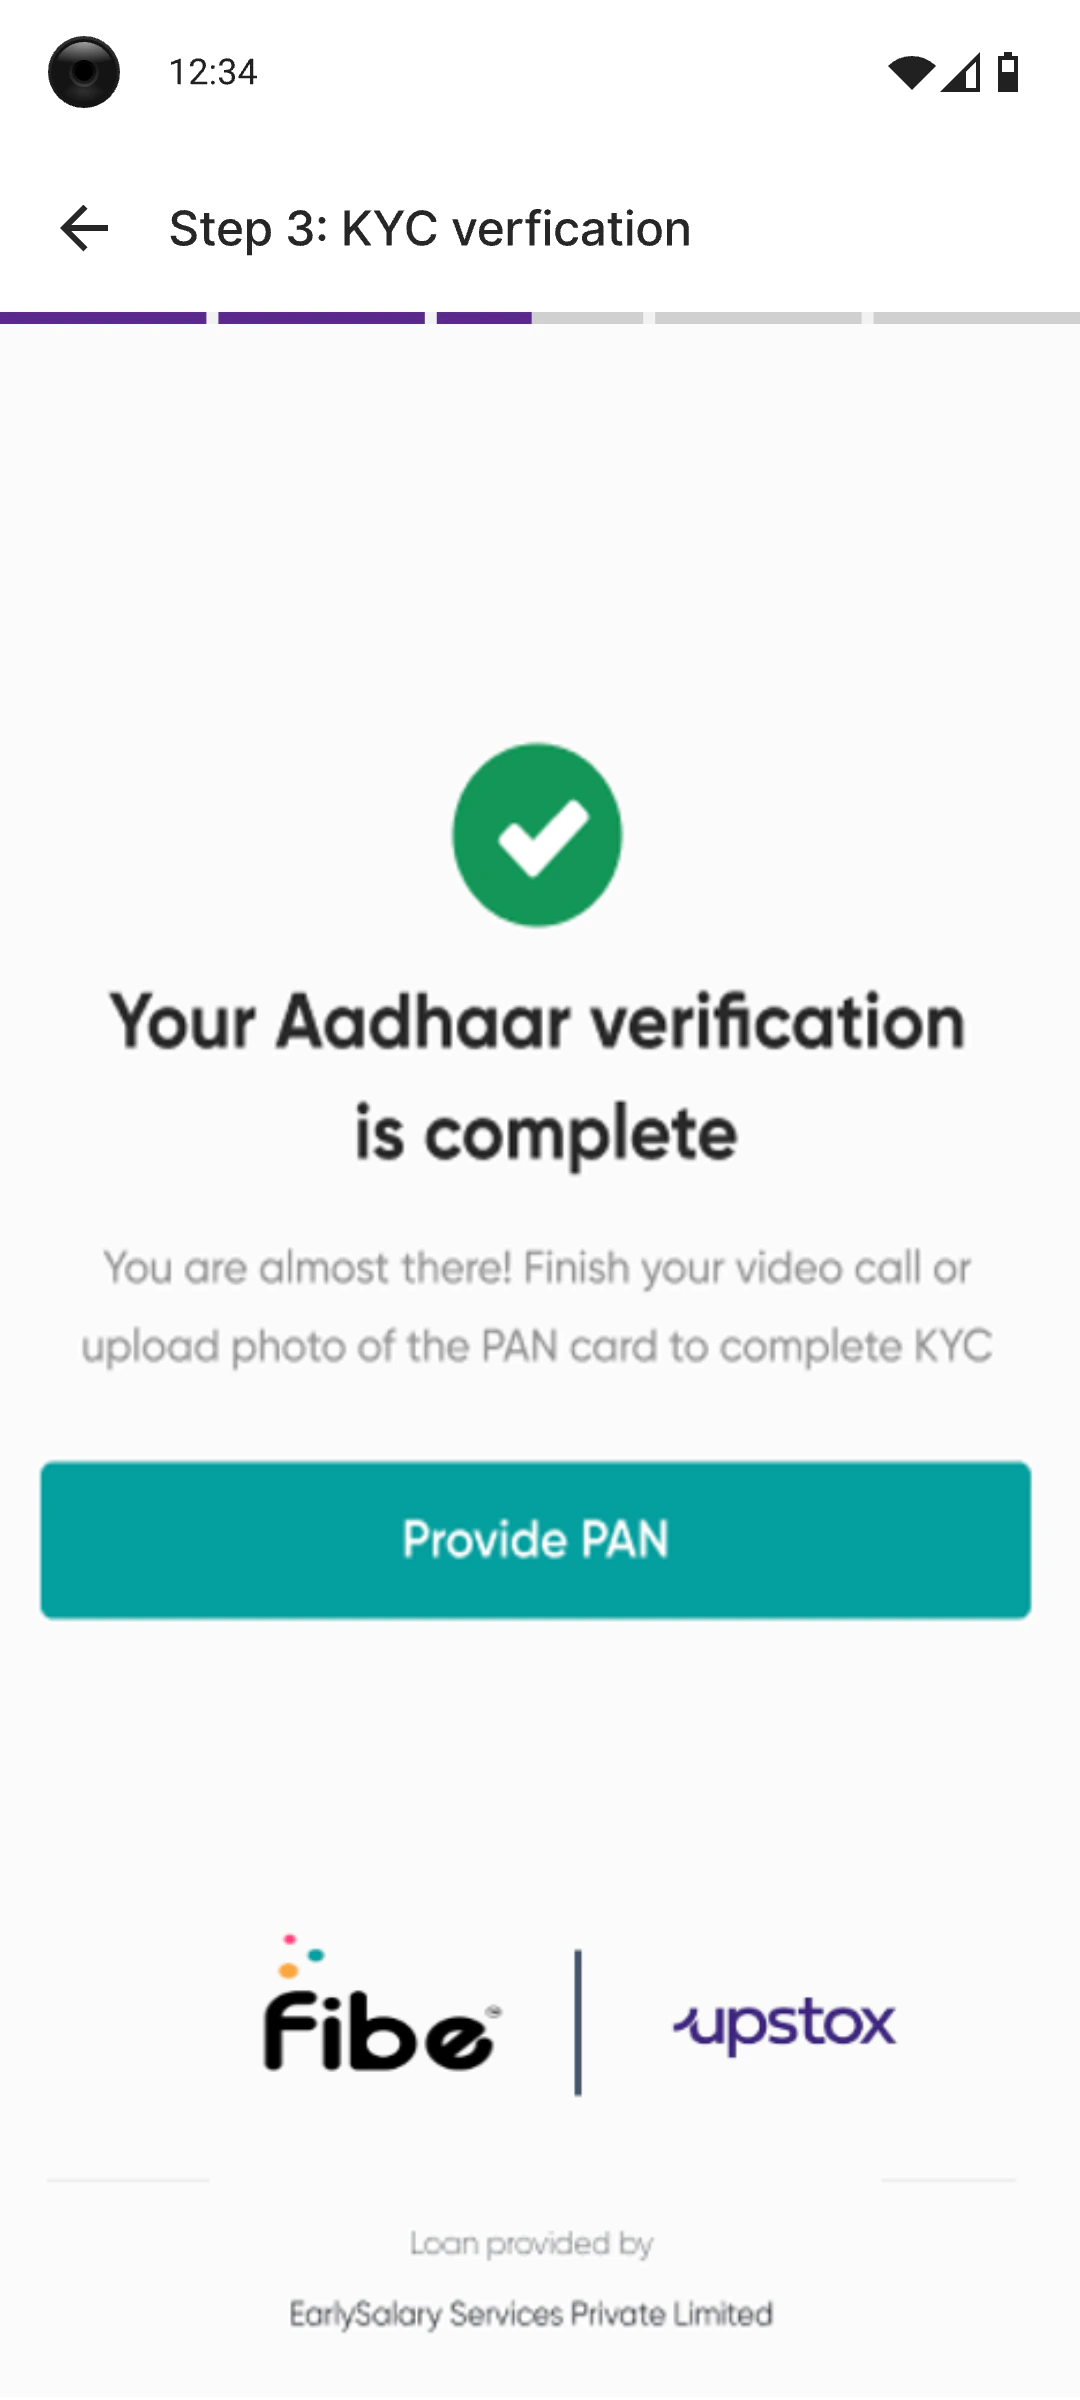 12:34
Step 3: KYC verfication
Your Aadhaar verification
is complete
You are almost there! Finish your video call or
upload photo of the PAN card to complete KYC
Provide PAN
fibe
upstox
Loan provided by
EarlySalary Services Private Limited